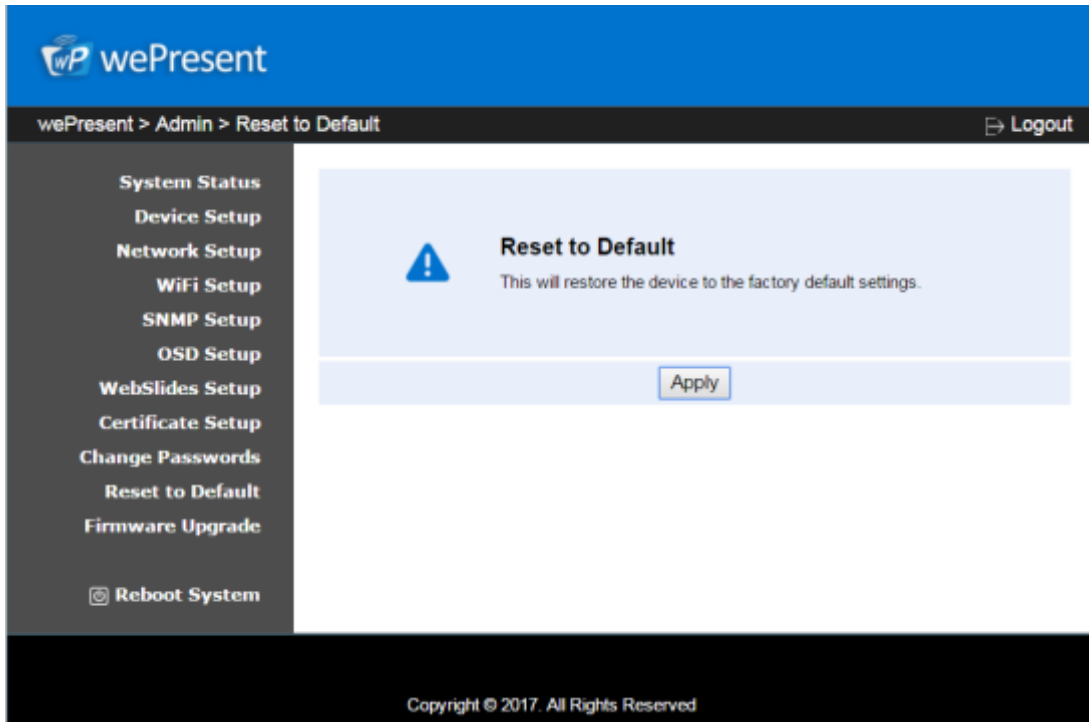 wP wePresent
wePresent > Admin > Reset to Default
Logout
System Status
Device Setup
Network Setup
WiFi Setup
SNMP Setup
OSD Setup
WebSlides Setup
Certificate Setup
Change Passwords
Reset to Default
Firmware Upgrade
Reboot System
Reset to Default
This will restore the device to the factory default settings.
Apply
Copyright © 2017. All Rights Reserved